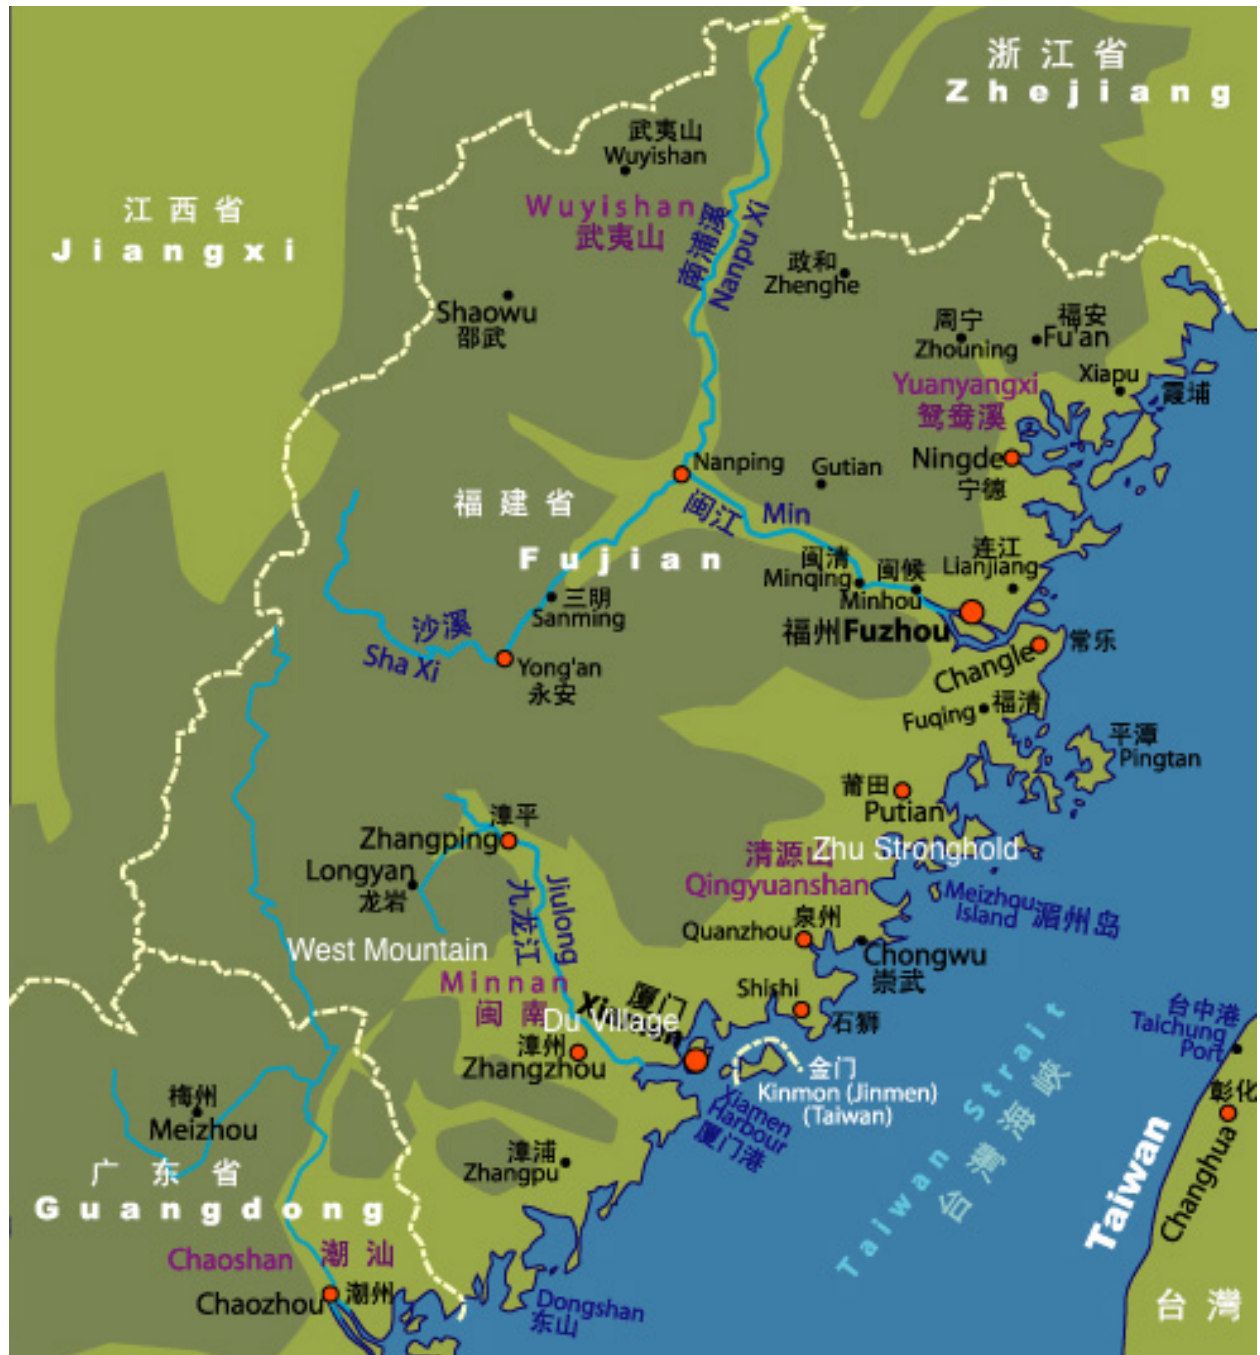 浙江省
Zhejiang
武夷山
Wuyishan
Wuyishan
武夷山
江西省
Jiangxi
南浦溪
Nanpu Xi
政和
Zhenghe
Shaowu
邵武
周宁
Zhouning
福安
Fu'an
Xiapu
霞埔
Yuanyangxi
鸳鸯溪
Nanping
Gutian
Ningde
宁德
福建省
Fujian
闽江
Min
闽清
Minqing
闽候
Minhou
连江
Lianjiang
三明
Sanming
福州Fuzhou
沙溪
Sha Xi
Yong'an
永安
Changle
常乐
Fuqing
福清
平潭
Pingtan
莆田
Putian
漳平
Zhangping
Longyan
龙岩
清源山
Zhu Stronghold
Qingyuanshan
Meizhou
Island
湄州岛
九龙江
Jiulong
泉州
Quanzhou
Chongwu
崇武
West Mountain
Minnan
闽南
Shishi
石狮
厦门
Xiamen
Du Village
漳州
Zhangzhou
金门
Kinmon (Jinmen)
(Taiwan)
Xiamen
Harbour
厦门港
Taiwan Strait
台灣海峡
台中港
Taichung
Port
彰化
Changhua
Taiwan
台灣
梅州
Meizhou
广东省
Guangdong
漳浦
Zhangpu
Chaoshan
潮汕
Chaozhou
潮州
Dongshan
东山